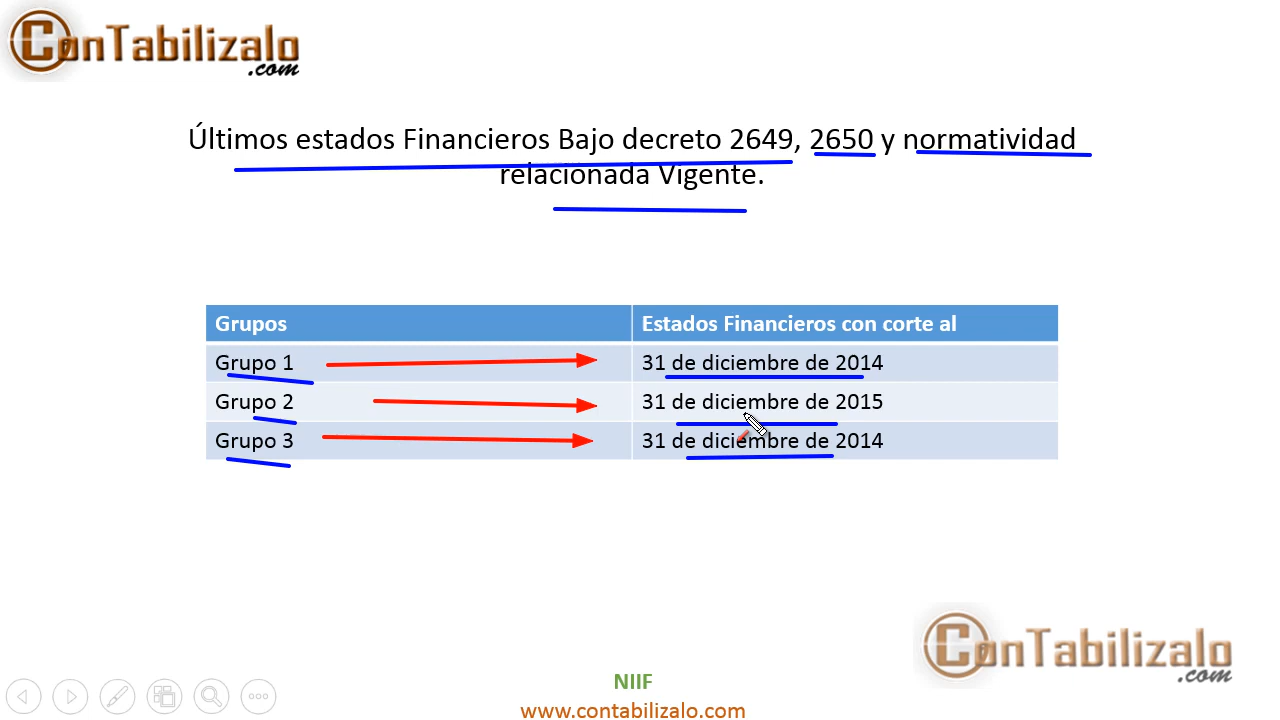 ConTabilizalo
.com
Últimos estados Financieros Bajo decreto 2649, 2650 y normatividad
relacionada Vigente.
Grupos Estados Financieros con corte al
Grupo 1 31 de diciembre de 2014
Grupo 2 31 de diciembre de 2015
Grupo 3 31 de diciembre de 2014
ConTabilizalo
.com
NIIF
www.contabilizalo.com